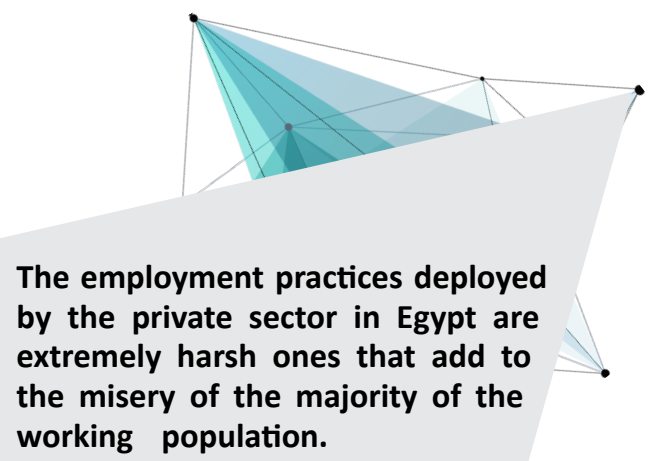 The employment practices deployed
by the private sector in Egypt are
extremely harsh ones that add to
the misery of the majority of the
working population.